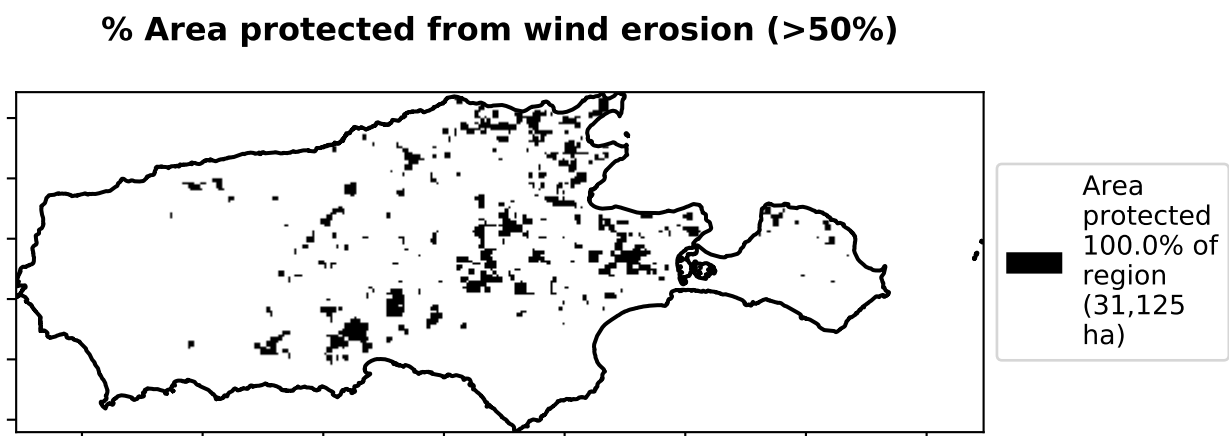 % Area protected from wind erosion (>50%)
Area
protected
100.0% of
region
(31,125
ha)